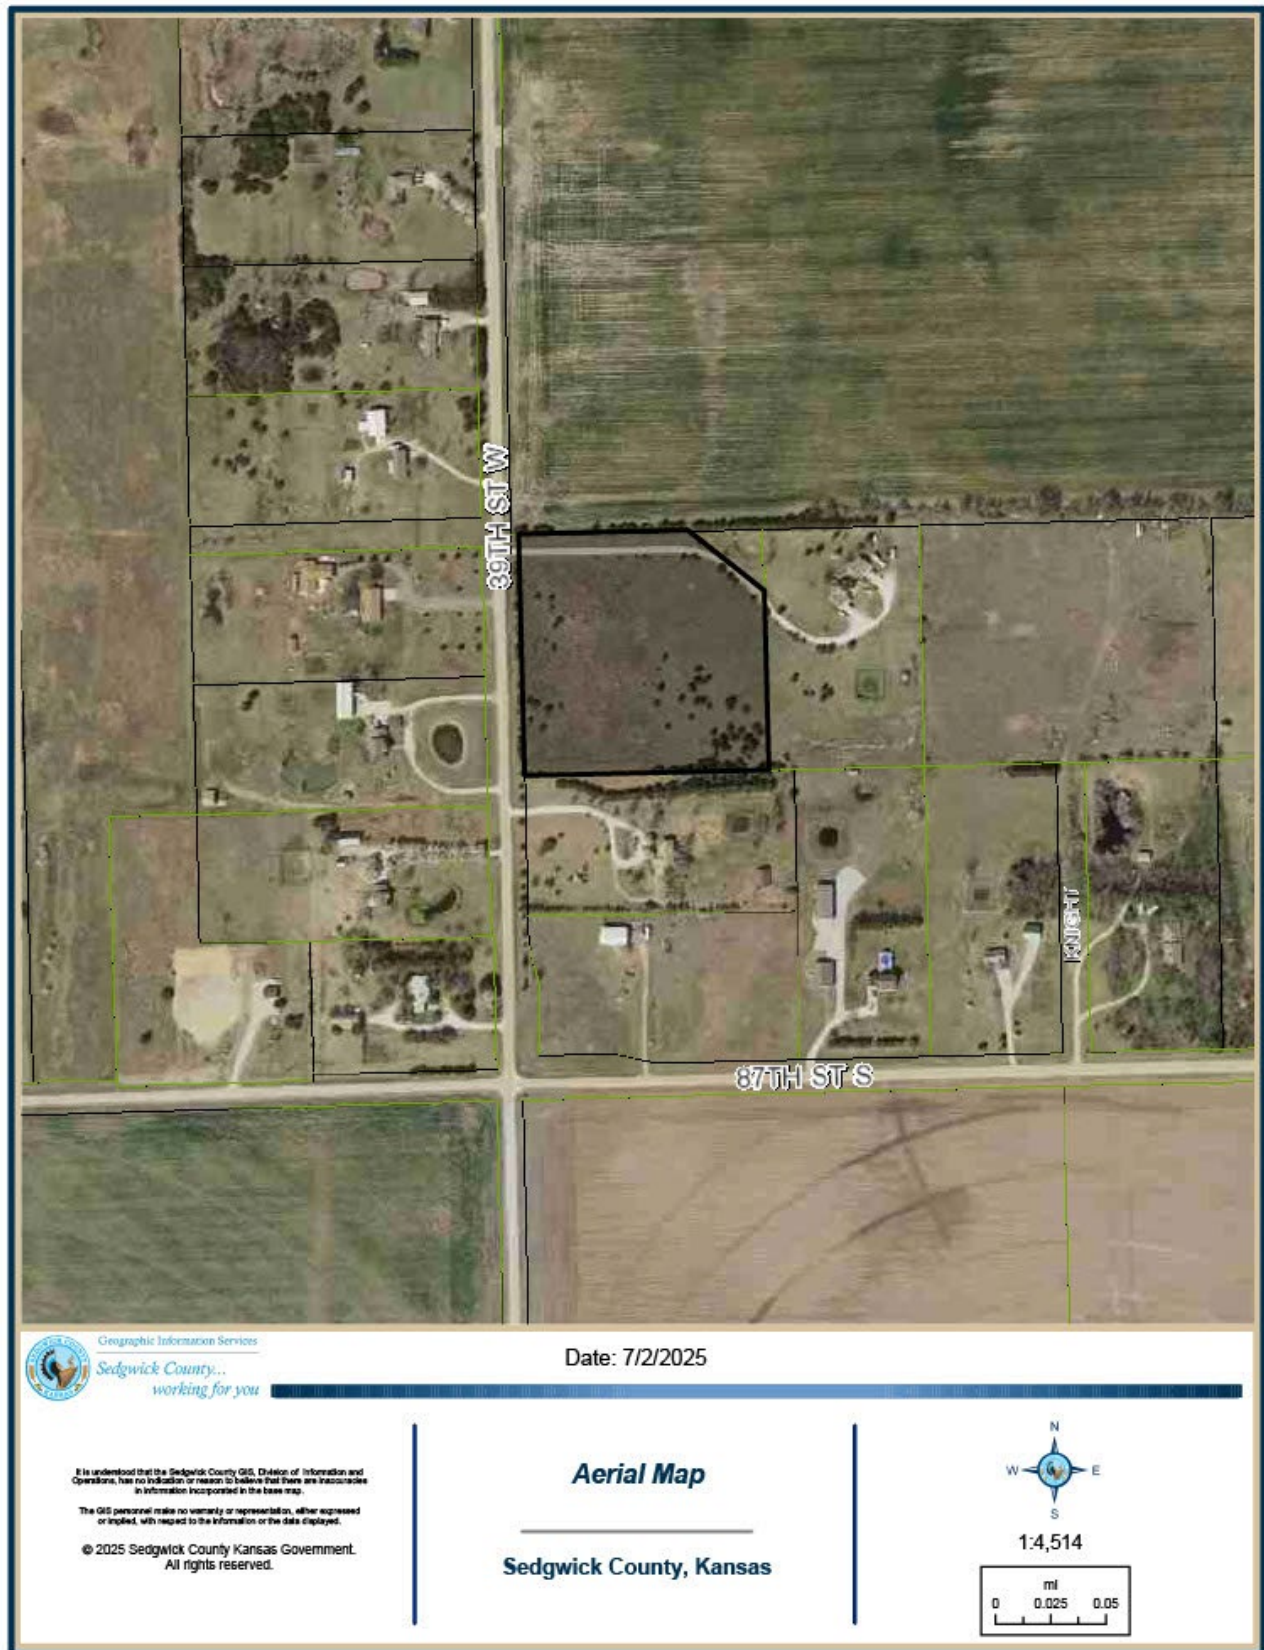 39TH ST W
KNIGHT
87TH ST S
Geographic Information Services
Sedgwick County...
working for you
Date: 7/2/2025
It is understood that the Sedgwick County GIS, Division of Information and
Operations, has no indication or reason to believe that there are inaccuracies
in information incorporated in the base map.
The GIS personnel make no warranty or representation, either expressed
or implied, with respect to the information or the data displayed.
© 2025 Sedgwick County Kansas Government.
All rights reserved.
Aerial Map
Sedgwick County, Kansas
N
W E
S
1:4,514
mi
0 0.025 0.05